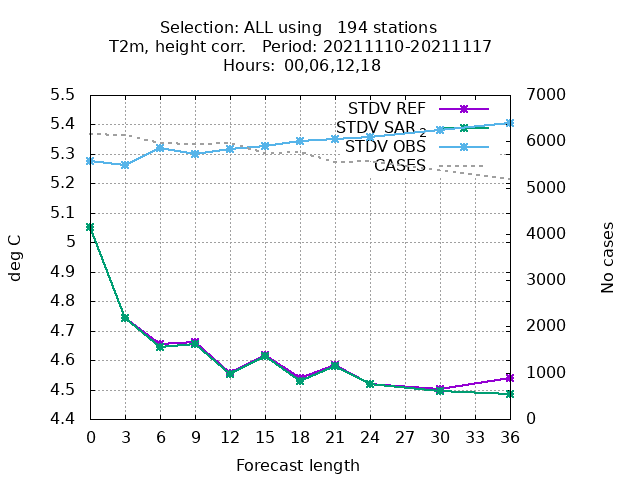 Selection: ALL using   194 stations
T2m, height corr.   Period: 20211110-20211117
Hours:  00,06,12,18
5.5
5.4
5.3
5.2
5.1
5
4.9
4.8
4.7
4.6
4.5
4.4
deg C
STDV REF
STDV SAR 2
STDV OBS
CASES
7000
6000
5000
4000
3000
2000
1000
0
No cases
0 3 6 9 12 15 18 21 24 27 30 33 36
Forecast length